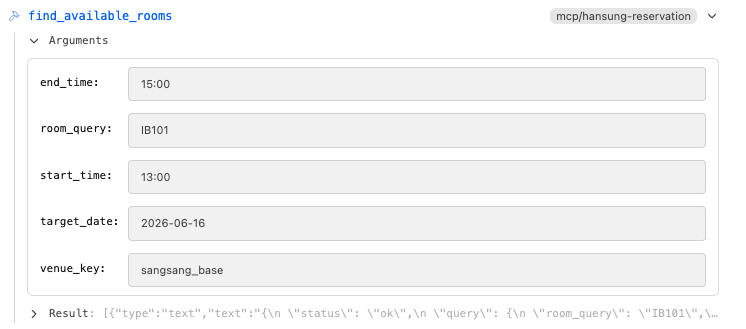 find_available_rooms mcp/hansung-reservation
Arguments
end_time: 15:00
room_query: IB101
start_time: 13:00
target_date: 2026-06-16
venue_key: sangsang_base
Result: [{"type":"text","text":"{\n \"status\": \"ok\",\n \"query\": {\n \"room_query\": \"IB101\",\…